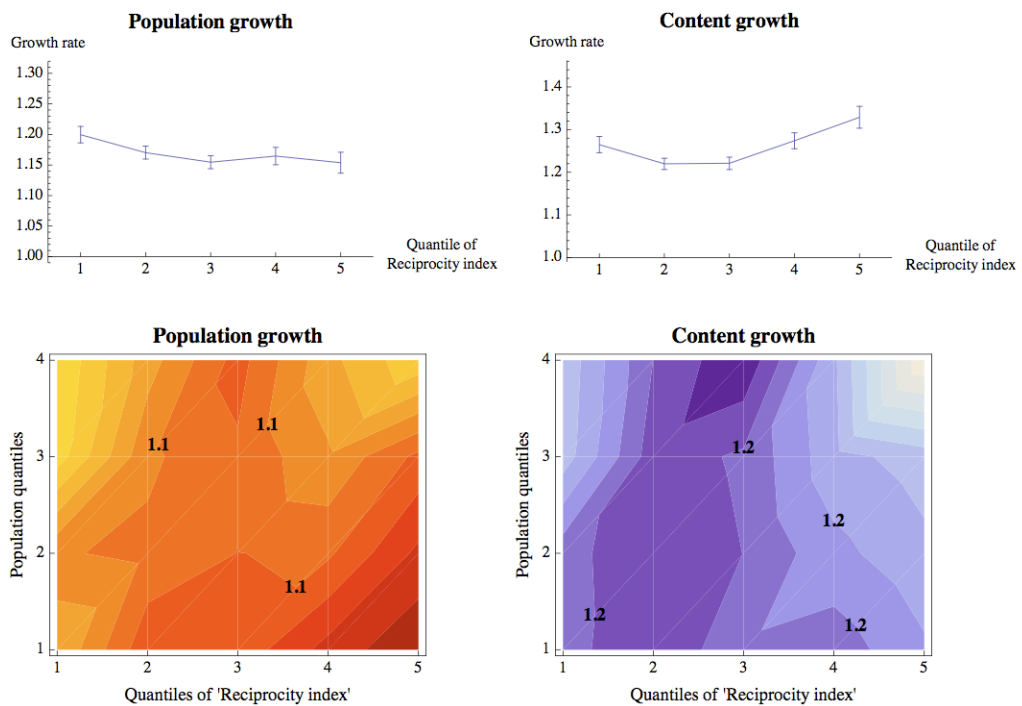 Population growth
Growth rate
1.30
1.25
1.20
1.15
1.10
1.05
1.00
1 2 3 4 5
Quantile of
Reciprocity index
Content growth
Growth rate
1.4
1.3
1.2
1.1
1.0
1 2 3 4 5
Quantile of
Reciprocity index
Population growth
Population quantiles
4
3
2
1
1.1
1.1
1.1
1 2 3 4 5
Quantiles of 'Reciprocity index'
Content growth
Population quantiles
4
3
2
1
1.2
1.2
1.2
1.2
1 2 3 4 5
Quantiles of 'Reciprocity index'